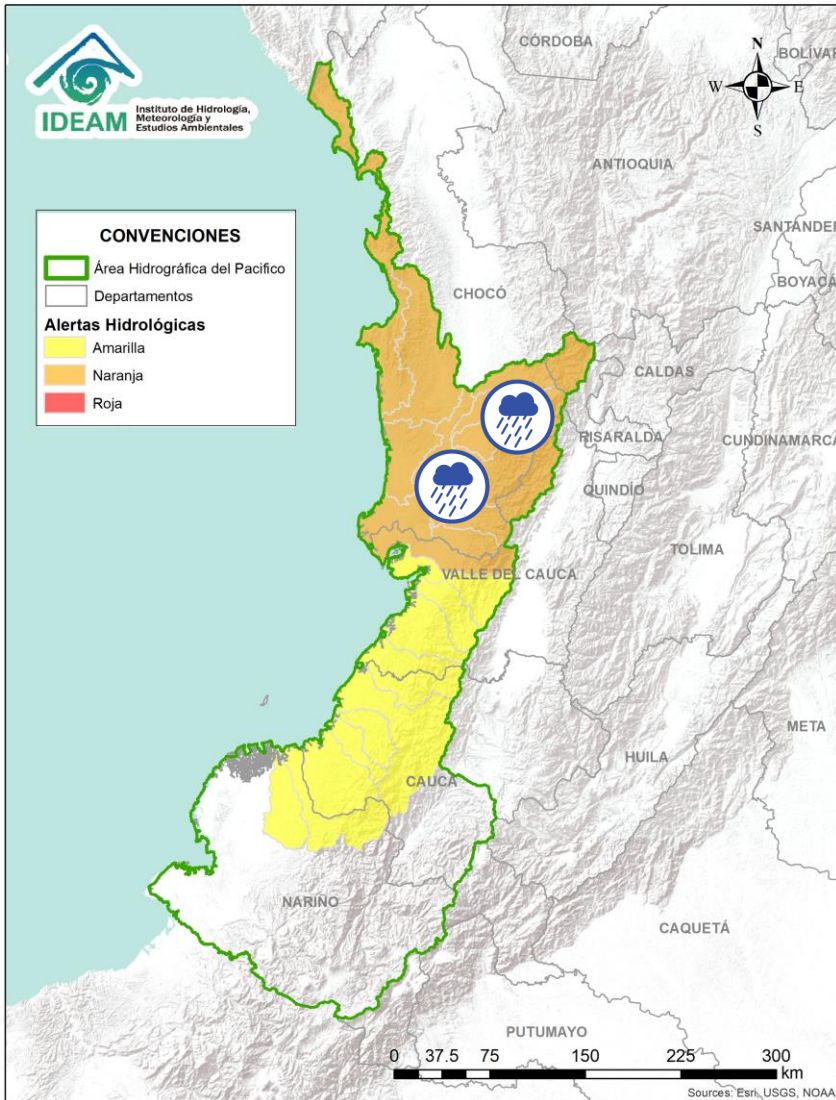 CÓRDOBA
BOLÍVAR
N
W
E
S
IDEAM
Instituto de Hidrología,
Meteorología y
Estudios Ambientales
ANTIOQUIA
SANTANDER
BOYACÁ
CONVENCIONES
Área Hidrográfica del Pacifico
Departamentos
Alertas Hidrológicas
Amarilla
Naranja
Roja
CHOCÓ
CALDAS
RISARALDA
CUNDINAMARCA
QUINDÍO
TOLIMA
VALLE DEL CAUCA
META
HUILA
CAUCA
NARIÑO
CAQUETÁ
PUTUMAYO
0 37.5 75 150 225 300
km
Sources: Esri, USGS, NOAA